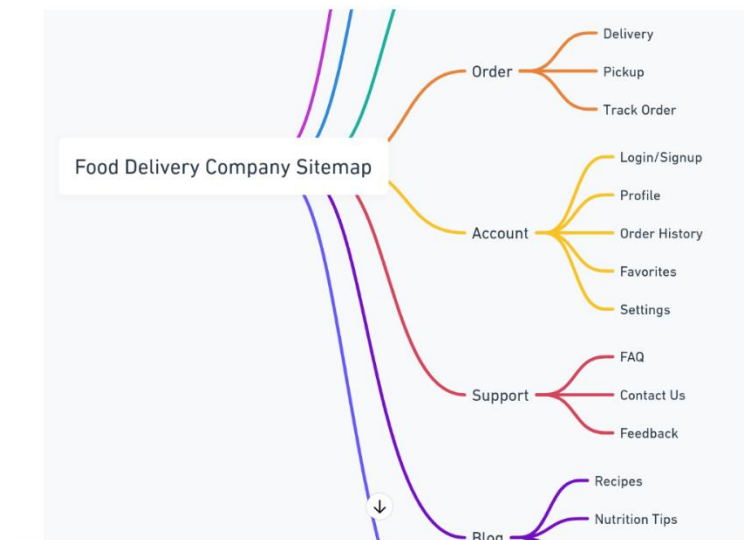 Food Delivery Company Sitemap
Order
Delivery
Pickup
Track Order
Account
Login/Signup
Profile
Order History
Favorites
Settings
Support
FAQ
Contact Us
Feedback
Blog
Recipes
Nutrition Tips